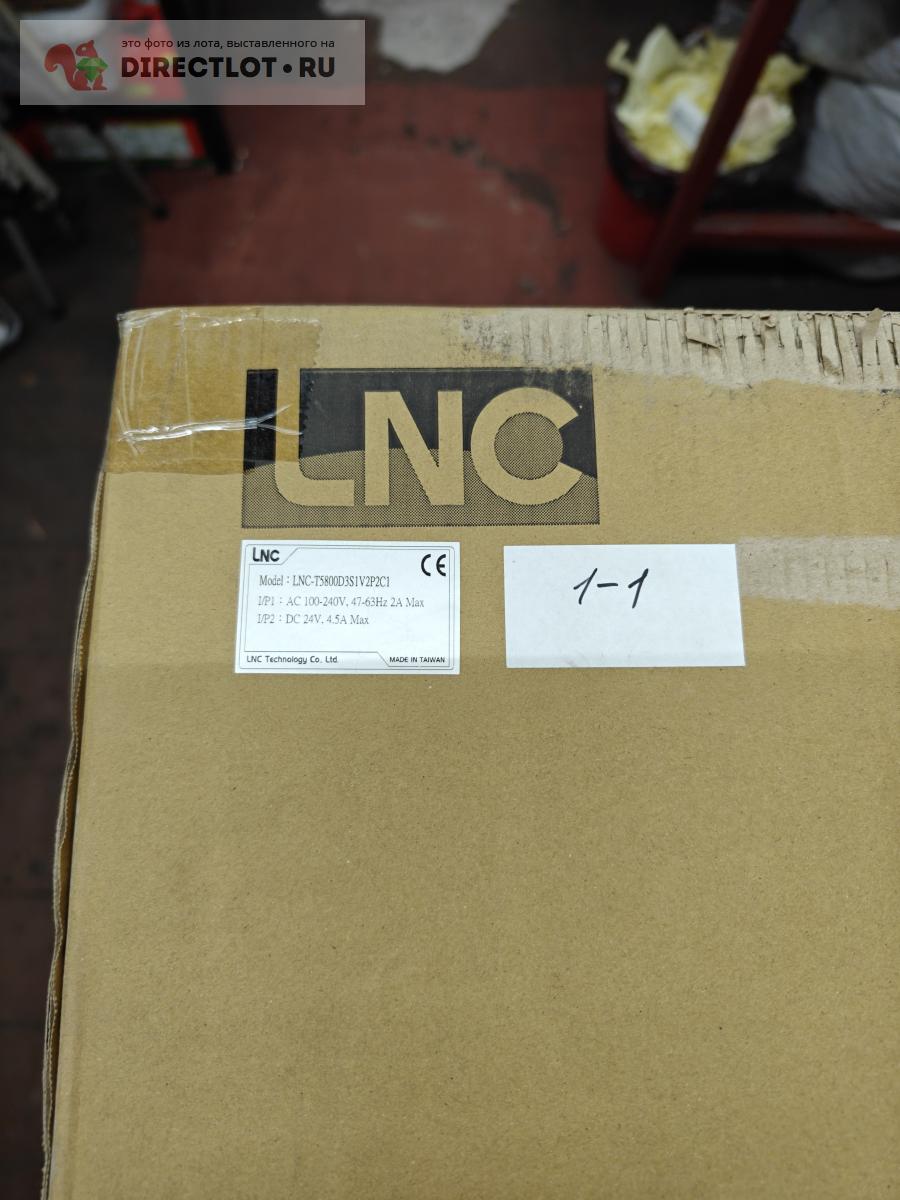 это фото из лота, выставленного на
DIRECTLOT•RU
LNC
LNC
CE
Model : LNC-T5800D3S1V2P2C1
I/P1 : AC 100-240V, 47-63Hz 2A Max
I/P2 : DC 24V, 4.5A Max
LNC Technology Co., Ltd.
MADE IN TAIWAN
1-1